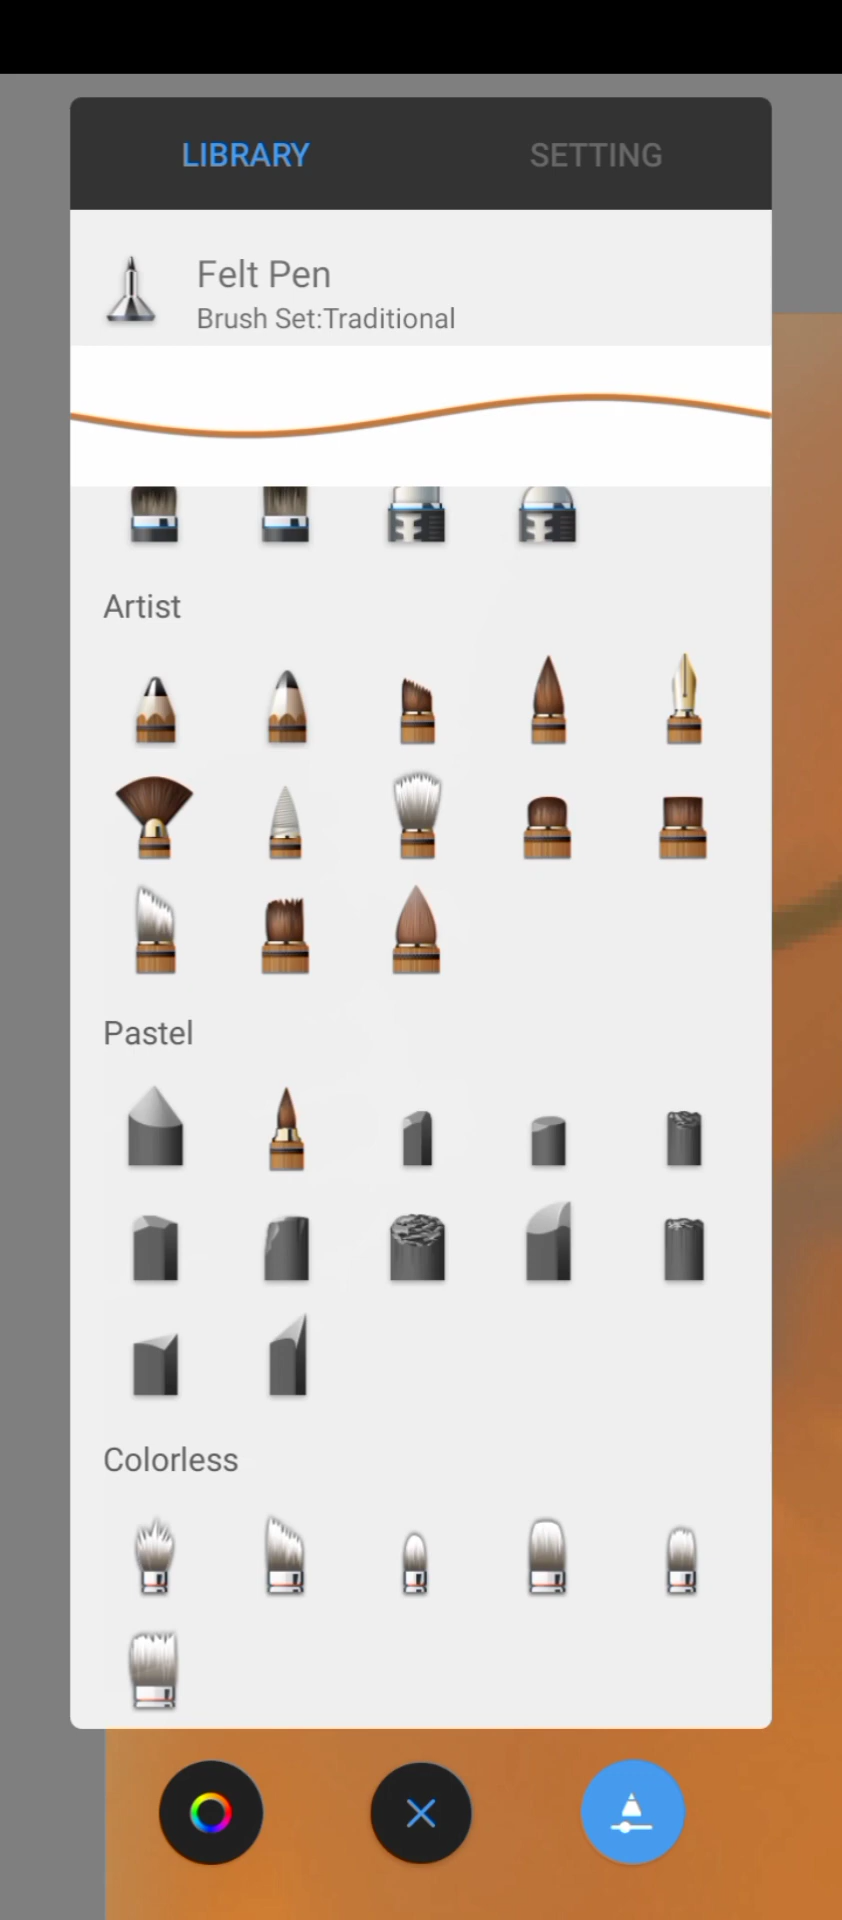 LIBRARY
SETTING
Felt Pen
Brush Set:Traditional
Artist
Pastel
Colorless